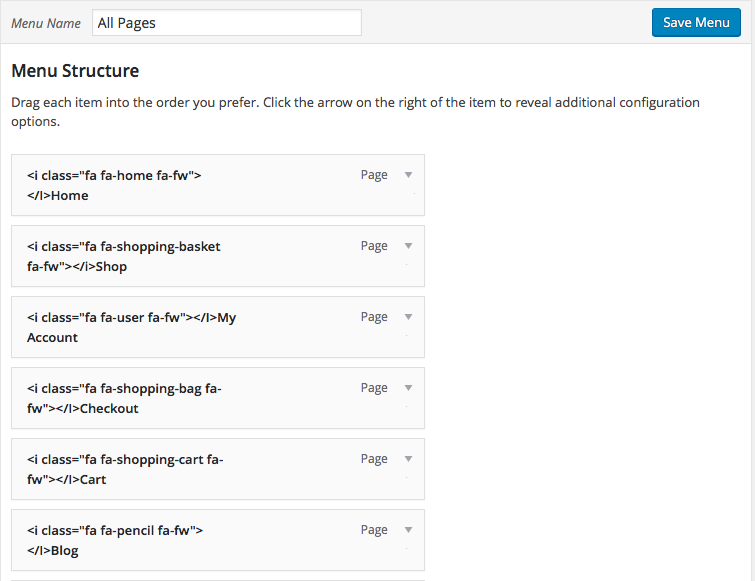 Menu Name All Pages Save Menu
Menu Structure
Drag each item into the order you prefer. Click the arrow on the right of the item to reveal additional configuration
options.
<i class="fa fa-home fa-fw"> Page
</I>Home
<i class="fa fa-shopping-basket Page
fa-fw"></i>Shop
<i class="fa fa-user fa-fw"></I>My Page
Account
<i class="fa fa-shopping-bag fa- Page
fw"></I>Checkout
<i class="fa fa-shopping-cart fa- Page
fw"></I>Cart
<i class="fa fa-pencil fa-fw"> Page
</I>Blog